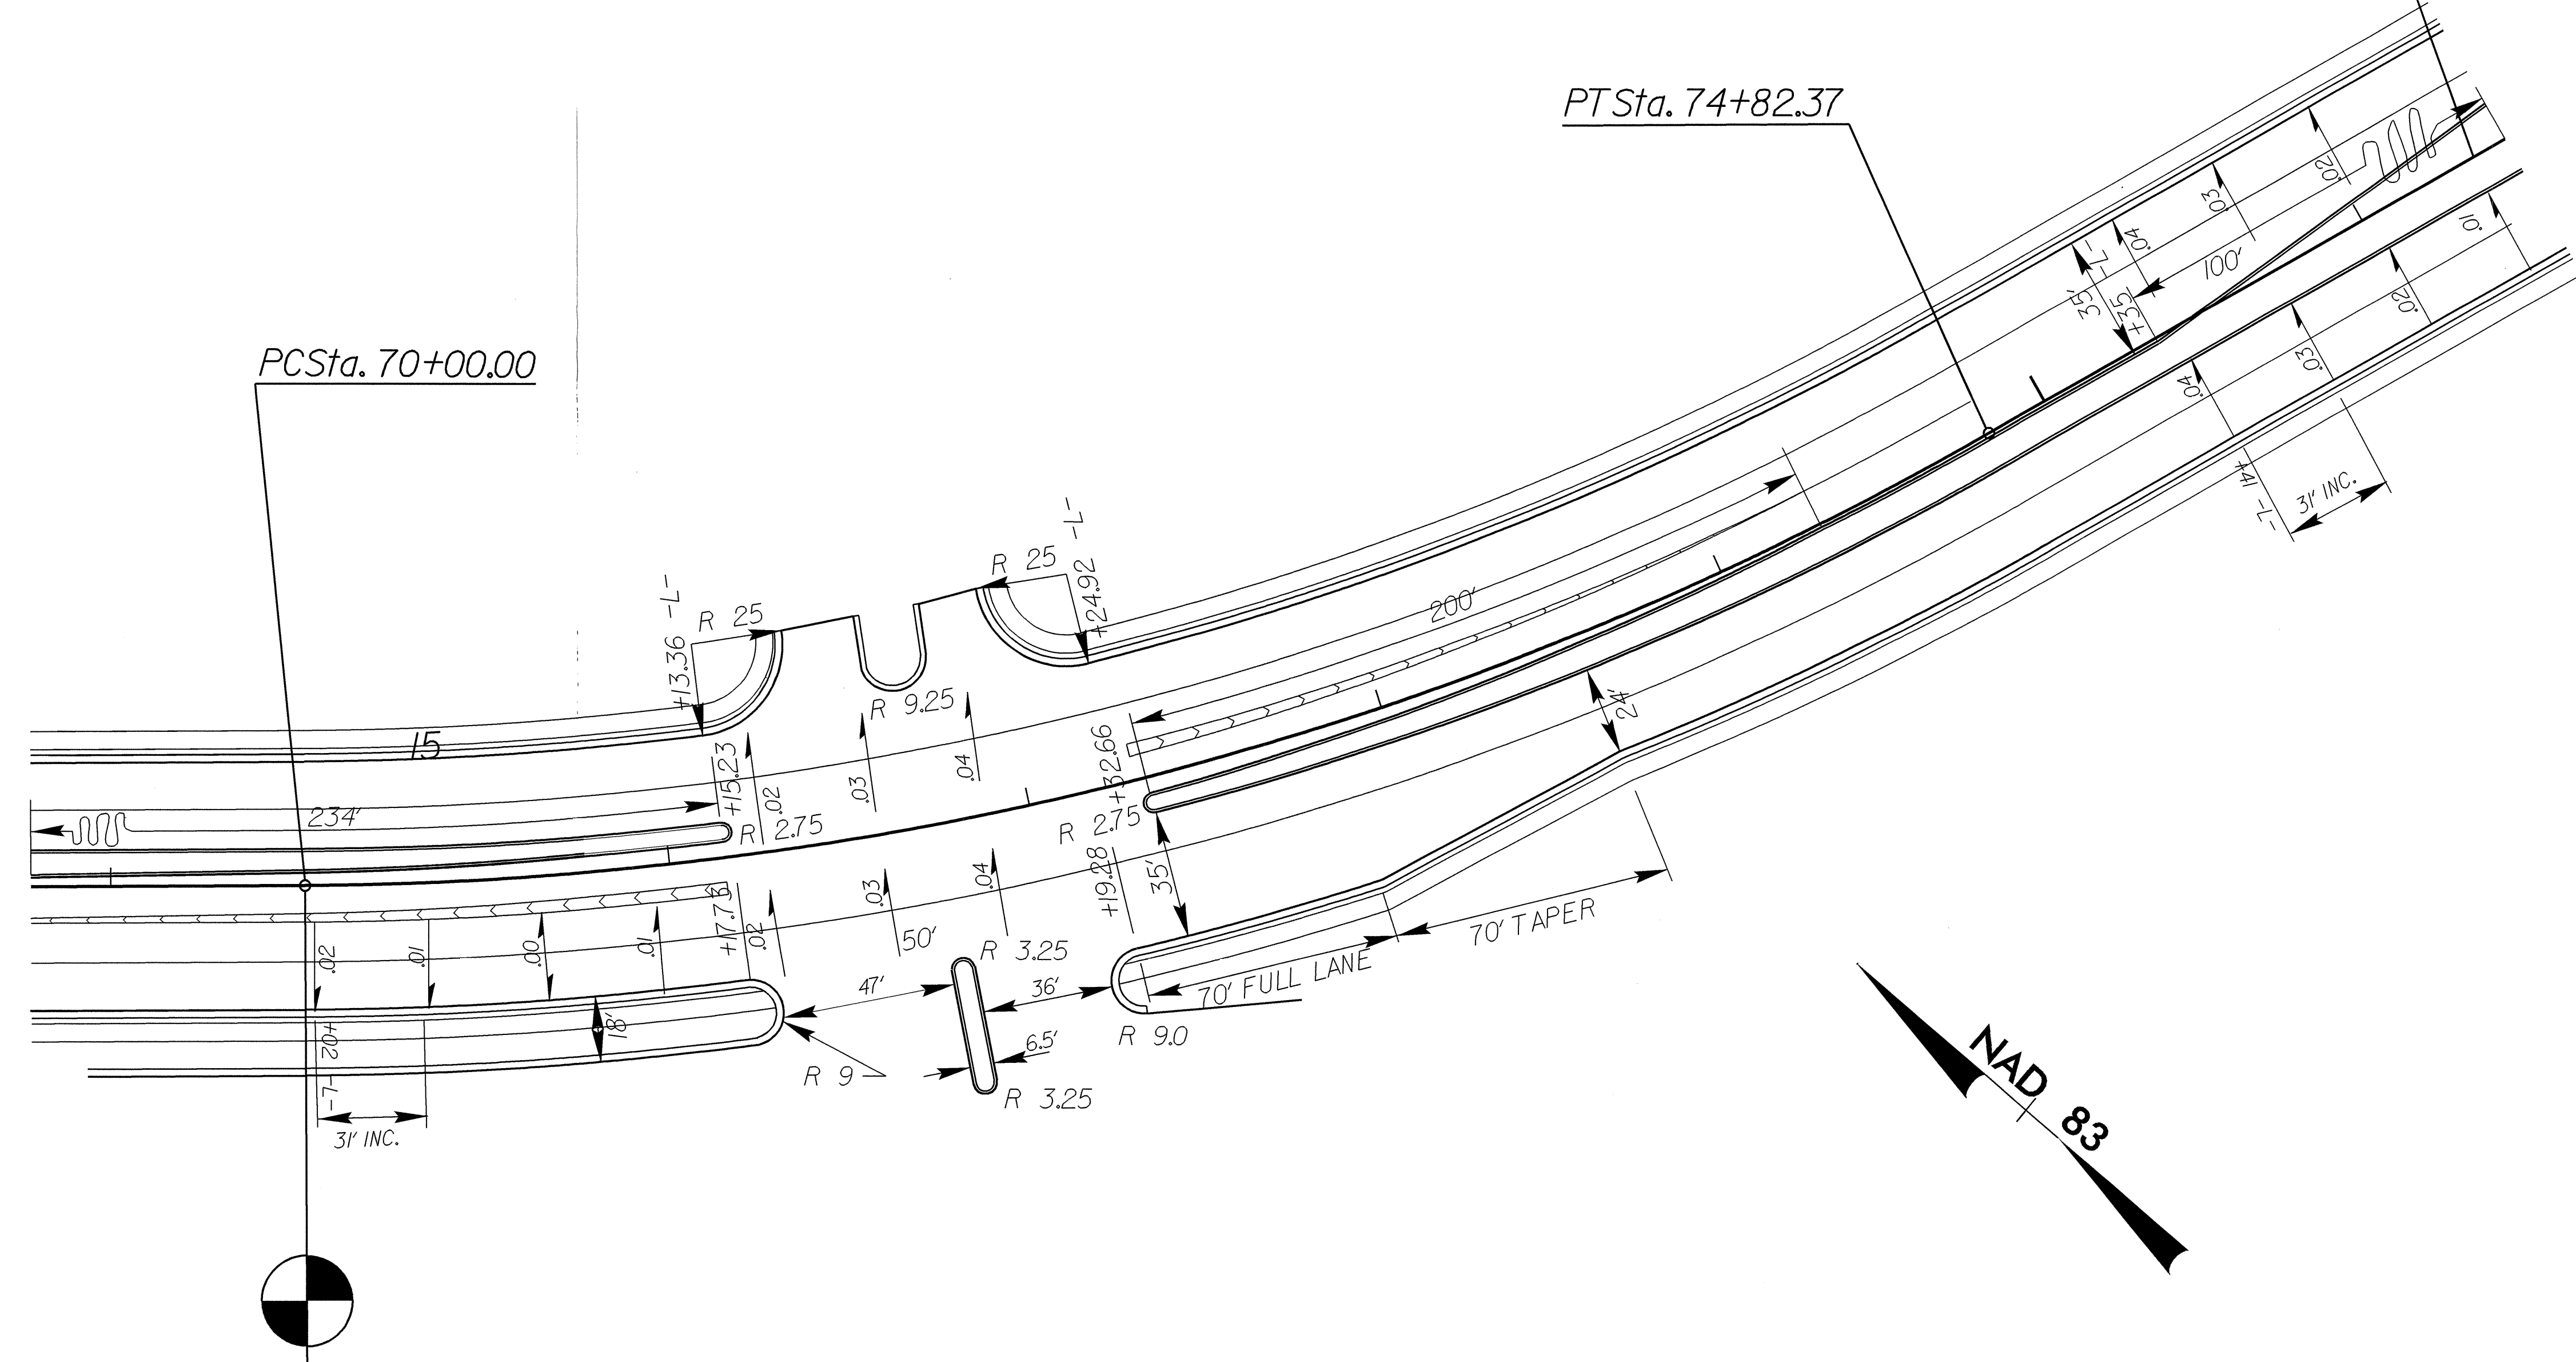 PT Sta. 74+82.37
PC Sta. 70+00.00
.02
.03
.04
100'
35'
-L-
+35
.01
.02
.03
.04
+14
-L-
31' INC.
R 25
+24.92 -L-
R 25
+13.36 -L-
R 9.25
200'
24'
15
234'
+15.23
.02
.03
.04
+32.66
R 2.75
R 2.75
+19.28
35'
.02
.01
.00
.01
+17.73
.02
.03
.04
50'
R 3.25
47'
36'
70' FULL LANE
70' TAPER
18'
6.5'
R 9.0
R 9
R 3.25
+20
-L-
31' INC.
NAD 83